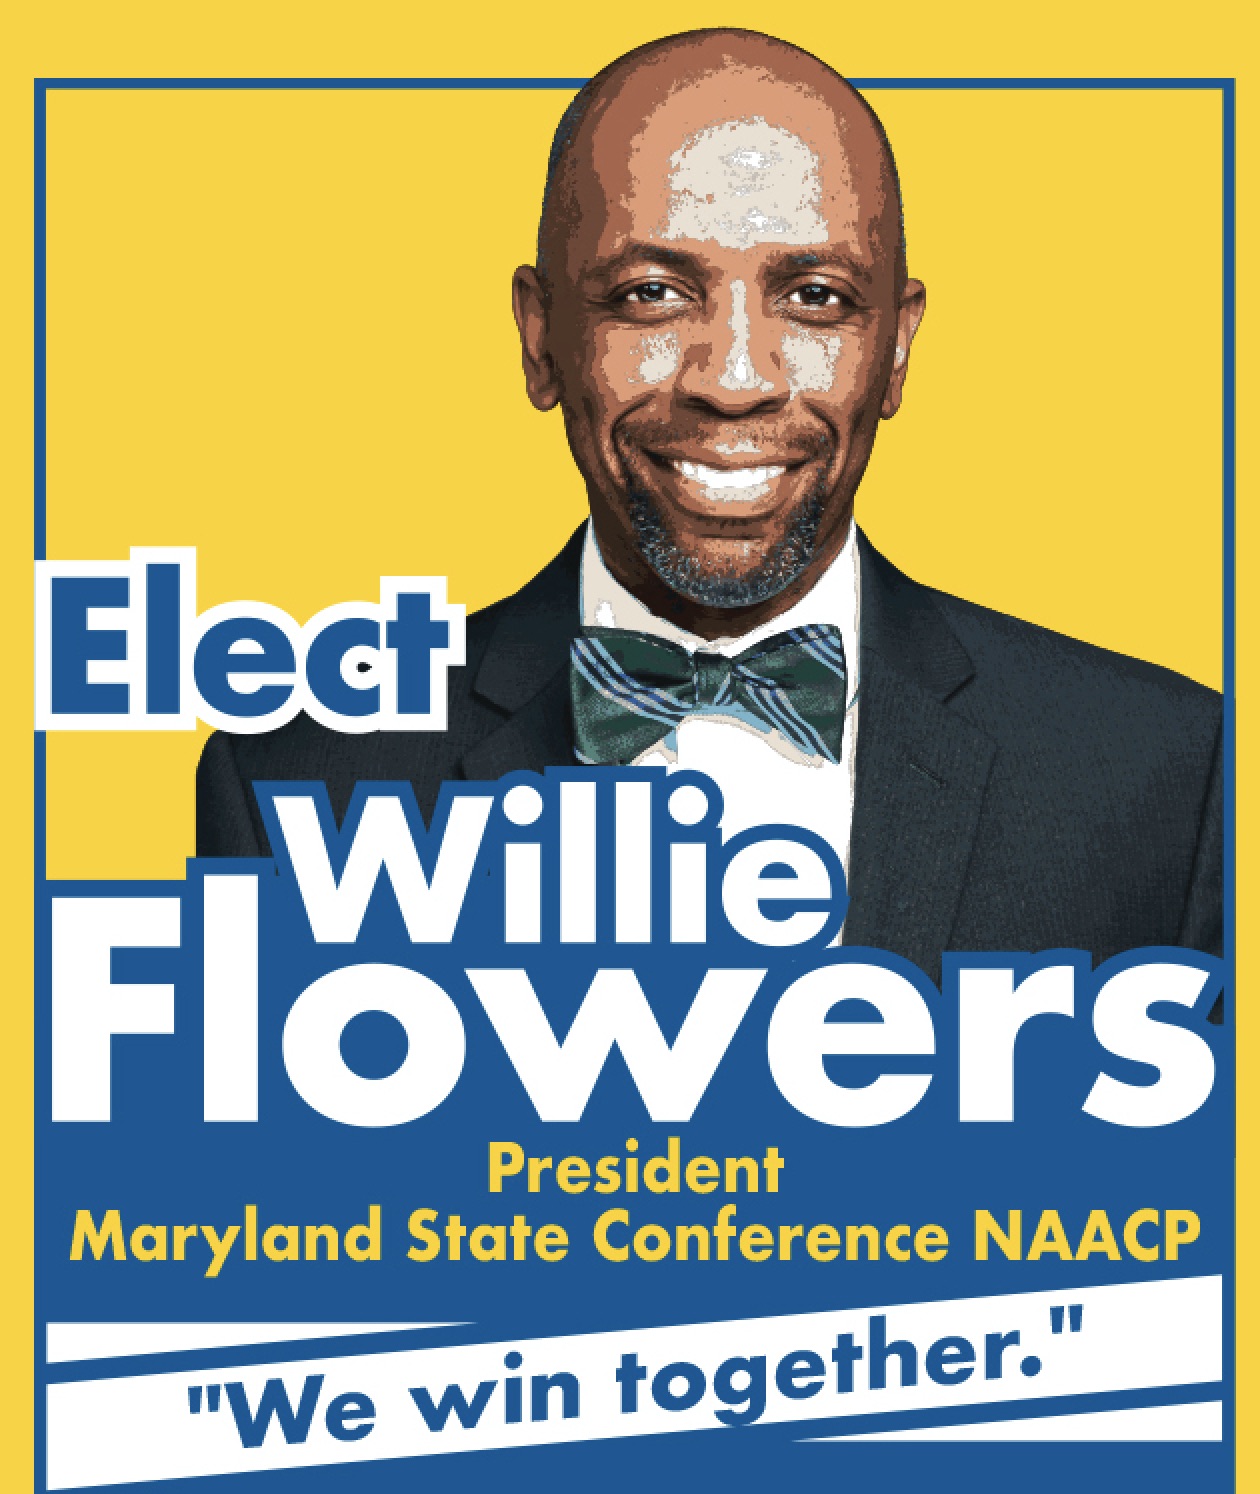 Elect
Willie
Flowers
President
Maryland State Conference NAACP
"We win together."